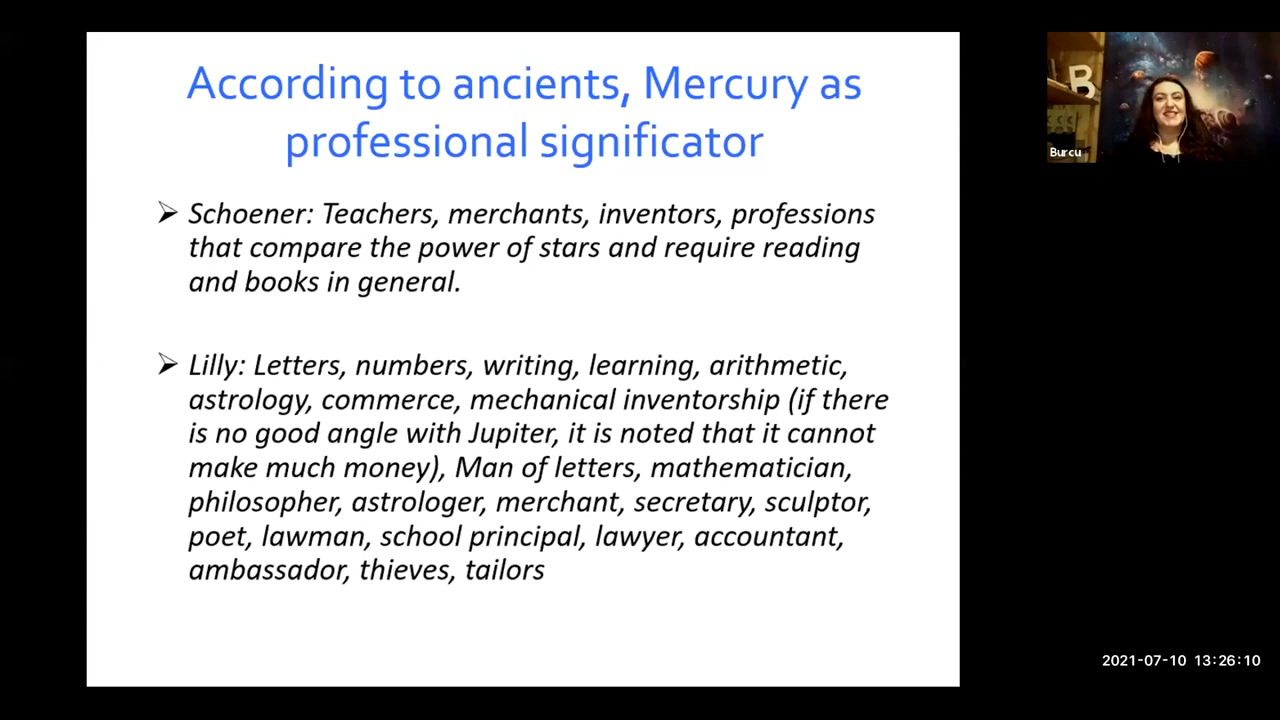 According to ancients, Mercury as
professional significator
Schoener: Teachers, merchants, inventors, professions
that compare the power of stars and require reading
and books in general.
Lilly: Letters, numbers, writing, learning, arithmetic,
astrology, commerce, mechanical inventorship (if there
is no good angle with Jupiter, it is noted that it cannot
make much money), Man of letters, mathematician,
philosopher, astrologer, merchant, secretary, sculptor,
poet, lawman, school principal, lawyer, accountant,
ambassador, thieves, tailors
B
Burcu
2021-07-10 13:26:10